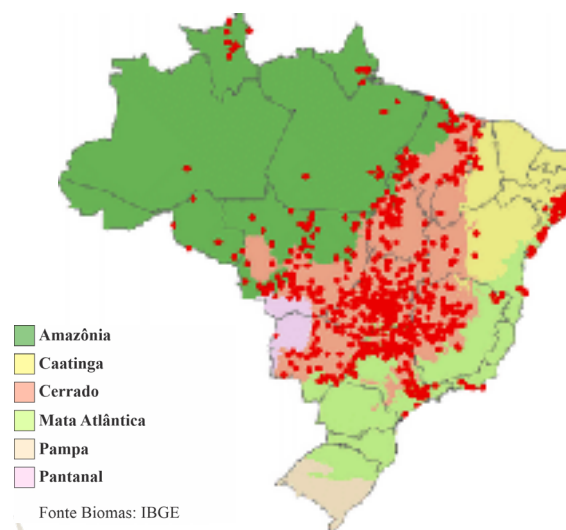 Amazônia
Caatinga
Cerrado
Mata Atlântica
Pampa
Pantanal
Fonte Biomas: IBGE